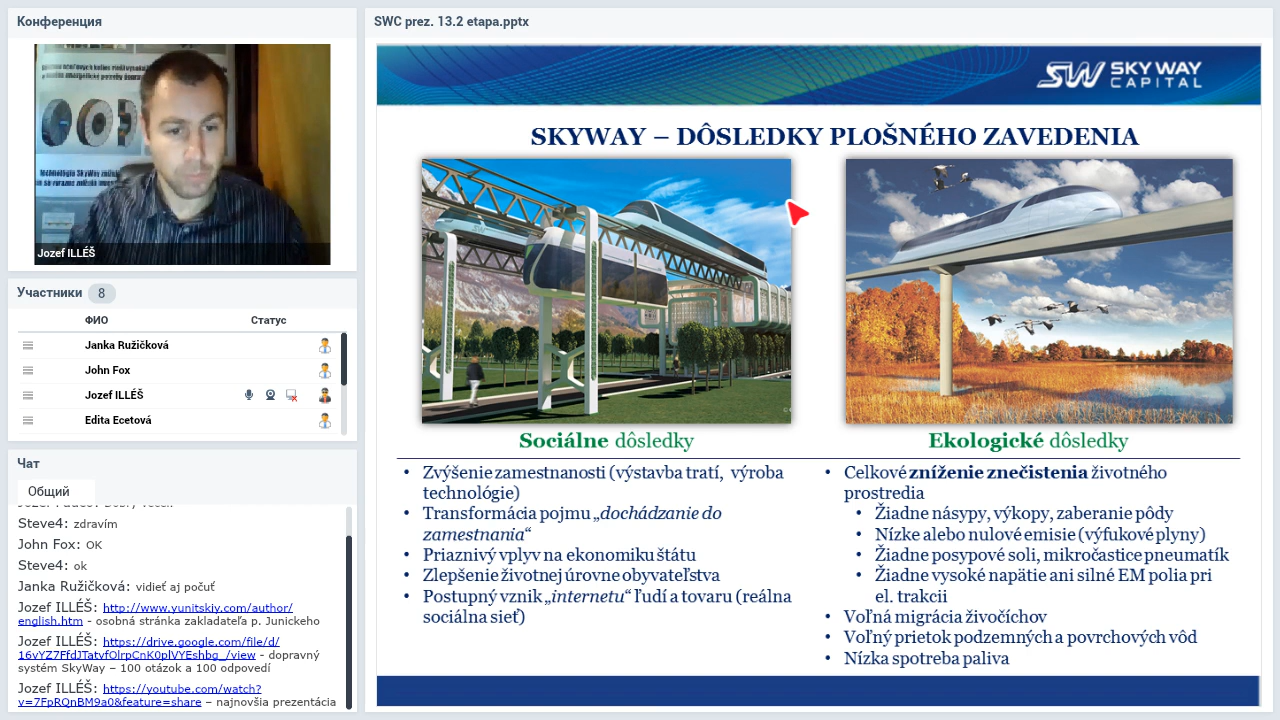 Конференция
Jozef ILLÉŠ
Участники 8
ФИО Статус
Janka Ružičková
John Fox
Jozef ILLÉŠ
Edita Ecetová
Чат
Общий
Steve4: zdravím
John Fox: OK
Steve4: ok
Janka Ružičková: vidieť aj počuť
Jozef ILLÉŠ: http://www.yunitskiy.com/author/
english.htm - osobná stránka zakladateľa p. Junickeho
Jozef ILLÉŠ: https://drive.google.com/file/d/
16vYZ7FfdJTatvfOlrpCnK0plVYEshbg_/view - dopravný
systém SkyWay – 100 otázok a 100 odpovedí
Jozef ILLÉŠ: https://youtube.com/watch?
v=7FpRQnBM9a0&feature=share – najnovšia prezentácia
SWC prez. 13.2 etapa.pptx
SW SKY WAY
CAPITAL
SKYWAY – DÔSLEDKY PLOŠNÉHO ZAVEDENIA
Sociálne dôsledky
• Zvýšenie zamestnanosti (výstavba tratí, výroba
technológie)
• Transformácia pojmu „dochádzanie do
zamestnania“
• Priaznivý vplyv na ekonomiku štátu
• Zlepšenie životnej úrovne obyvateľstva
• Postupný vznik „internetu“ ľudí a tovaru (reálna
sociálna sieť)
Ekologické dôsledky
• Celkové zníženie znečistenia životného
prostredia
• Žiadne násypy, výkopy, zaberanie pôdy
• Nízke alebo nulové emisie (výfukové plyny)
• Žiadne posypové soli, mikročastice pneumatík
• Žiadne vysoké napätie ani silné EM polia pri
el. trakcii
• Voľná migrácia živočíchov
• Voľný prietok podzemných a povrchových vôd
• Nízka spotreba paliva